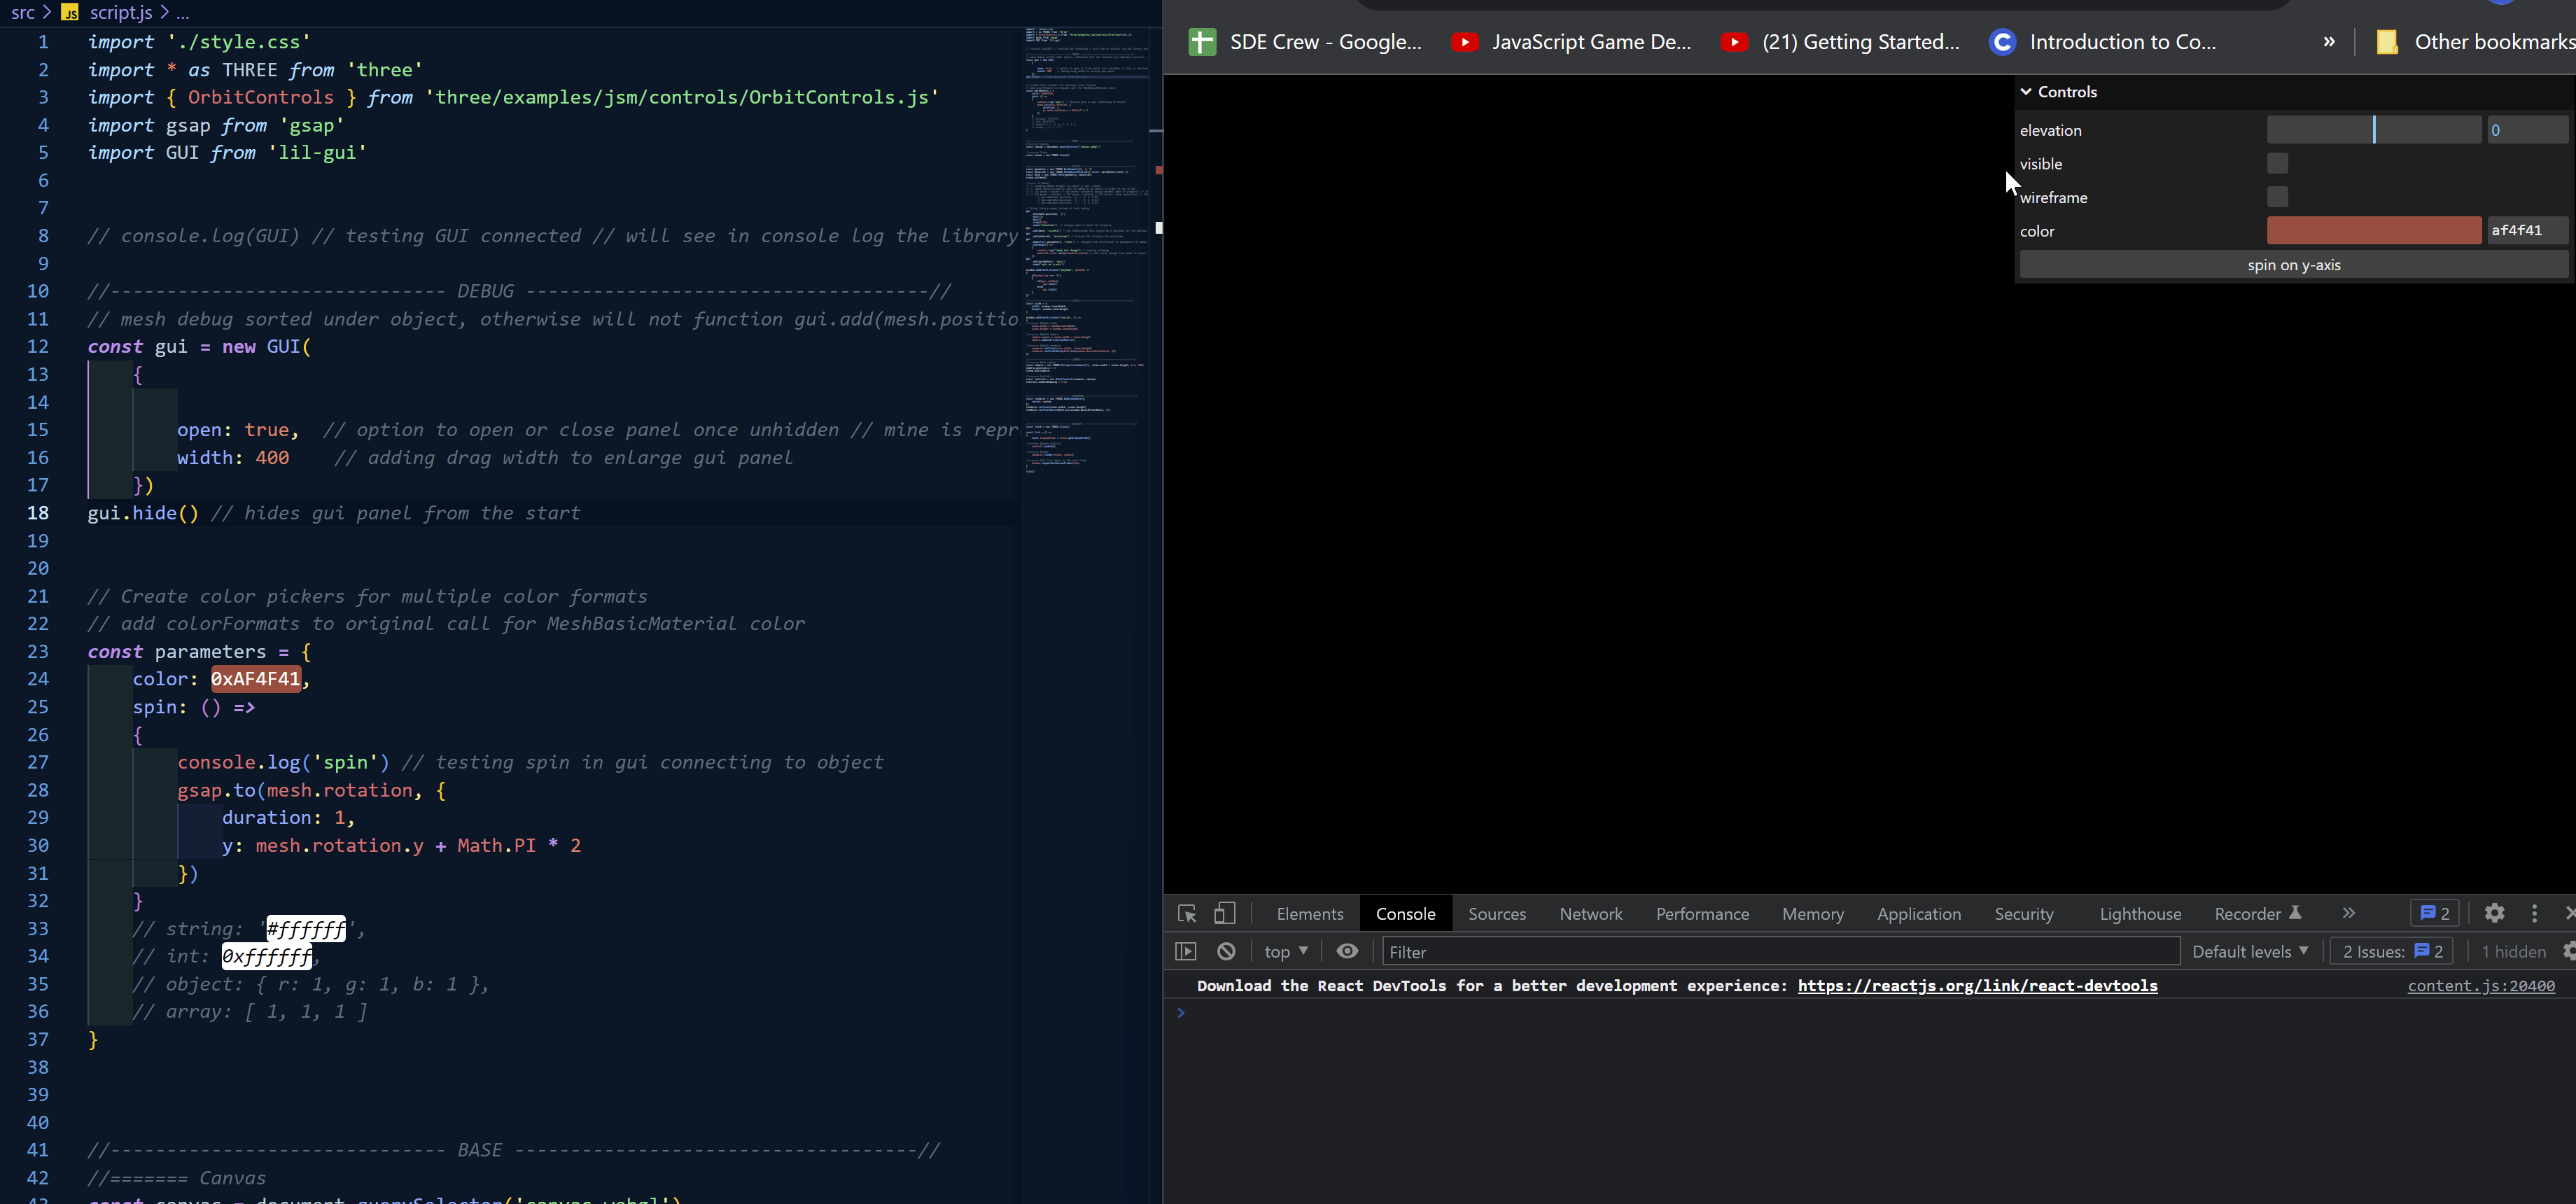 src > JS script.js > ...
1 import './style.css'
2 import * as THREE from 'three'
3 import { OrbitControls } from 'three/examples/jsm/controls/OrbitControls.js'
4 import gsap from 'gsap'
5 import GUI from 'lil-gui'
6
7
8 // console.log(GUI) // testing GUI connected // will see in console log the library
9
10 //------------------------------ DEBUG ------------------------------------//
11 // mesh debug sorted under object, otherwise will not function gui.add(mesh.positio
12 const gui = new GUI(
13 {
14
15 open: true, // option to open or close panel once unhidden // mine is repr
16 width: 400 // adding drag width to enlarge gui panel
17 })
18 gui.hide() // hides gui panel from the start
19
20
21 // Create color pickers for multiple color formats
22 // add colorFormats to original call for MeshBasicMaterial color
23 const parameters = {
24 color: 0xAF4F41,
25 spin: () =>
26 {
27 console.log('spin') // testing spin in gui connecting to object
28 gsap.to(mesh.rotation, {
29 duration: 1,
30 y: mesh.rotation.y + Math.PI * 2
31 })
32 }
33 // string: '#ffffff',
34 // int: 0xffffff,
35 // object: { r: 1, g: 1, b: 1 },
36 // array: [ 1, 1, 1 ]
37 }
38
39
40
41 //------------------------------ BASE ------------------------------------//
42 //======= Canvas
43 const canvas = document.querySelector('canvas.webgl')
SDE Crew - Google... JavaScript Game De... (21) Getting Started... Introduction to Co... » Other bookmarks
Controls
elevation 0
visible
wireframe
color af4f41
spin on y-axis
Elements Console Sources Network Performance Memory Application Security Lighthouse Recorder » 2
top Filter Default levels 2 Issues: 2 1 hidden
Download the React DevTools for a better development experience: https://reactjs.org/link/react-devtools content.js:20400
>